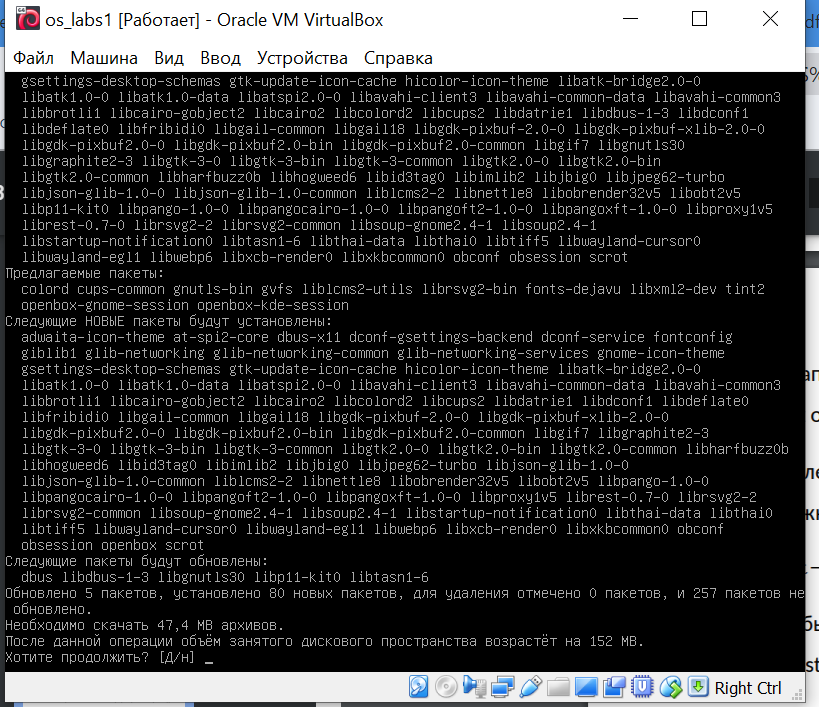 os_labs1 [Работает] - Oracle VM VirtualBox
Файл Машина Вид Ввод Устройства Справка
gsettings-desktop-schemas gtk-update-icon-cache hicolor-icon-theme libatk-bridge2.0-0
libatk1.0-0 libatk1.0-data libatspi2.0-0 libavahi-client3 libavahi-common-data libavahi-common3
libbrotli1 libcairo-gobject2 libcairo2 libcolord2 libcups2 libdatrie1 libdbus-1-3 libdconf1
libdeflate0 libfribidi0 libgail-common libgail18 libgdk-pixbuf-2.0-0 libgdk-pixbuf-xlib-2.0-0
libgdk-pixbuf2.0-0 libgdk-pixbuf2.0-bin libgdk-pixbuf2.0-common libgif7 libgnutls30
libgraphite2-3 libgtk-3-0 libgtk-3-bin libgtk-3-common libgtk2.0-0 libgtk2.0-bin
libgtk2.0-common libharfbuzz0b libhogweed6 libid3tag0 libimlib2 libjbig0 libjpeg62-turbo
libjson-glib-1.0-0 libjson-glib-1.0-common liblcms2-2 libnettle8 libobrender32v5 libobt2v5
libp11-kit0 libpango-1.0-0 libpangocairo-1.0-0 libpangoft2-1.0-0 libpangoxft-1.0-0 libproxy1v5
librest-0.7-0 librsvg2-2 librsvg2-common libsoup-gnome2.4-1 libsoup2.4-1
libstartup-notification0 libtasn1-6 libthai-data libthai0 libtiff5 libwayland-cursor0
libwayland-egl1 libwebp6 libxcb-render0 libxkbcommon0 obconf obsession scrot
Предлагаемые пакеты:
colord cups-common gnutls-bin gvfs liblcms2-utils librsvg2-bin fonts-dejavu libxml2-dev tint2
openbox-gnome-session openbox-kde-session
Следующие НОВЫЕ пакеты будут установлены:
adwaita-icon-theme at-spi2-core dbus-x11 dconf-gsettings-backend dconf-service fontconfig
giblib1 glib-networking glib-networking-common glib-networking-services gnome-icon-theme
gsettings-desktop-schemas gtk-update-icon-cache hicolor-icon-theme libatk-bridge2.0-0
libatk1.0-0 libatk1.0-data libatspi2.0-0 libavahi-client3 libavahi-common-data libavahi-common3
libbrotli1 libcairo-gobject2 libcairo2 libcolord2 libcups2 libdatrie1 libdconf1 libdeflate0
libfribidi0 libgail-common libgail18 libgdk-pixbuf-2.0-0 libgdk-pixbuf-xlib-2.0-0
libgdk-pixbuf2.0-0 libgdk-pixbuf2.0-bin libgdk-pixbuf2.0-common libgif7 libgraphite2-3
libgtk-3-0 libgtk-3-bin libgtk-3-common libgtk2.0-0 libgtk2.0-bin libgtk2.0-common libharfbuzz0b
libhogweed6 libid3tag0 libimlib2 libjbig0 libjpeg62-turbo libjson-glib-1.0-0
libjson-glib-1.0-common liblcms2-2 libnettle8 libobrender32v5 libobt2v5 libpango-1.0-0
libpangocairo-1.0-0 libpangoft2-1.0-0 libpangoxft-1.0-0 libproxy1v5 librest-0.7-0 librsvg2-2
librsvg2-common libsoup-gnome2.4-1 libsoup2.4-1 libstartup-notification0 libthai-data libthai0
libtiff5 libwayland-cursor0 libwayland-egl1 libwebp6 libxcb-render0 libxkbcommon0 obconf
obsession openbox scrot
Следующие пакеты будут обновлены:
dbus libdbus-1-3 libgnutls30 libp11-kit0 libtasn1-6
Обновлено 5 пакетов, установлено 80 новых пакетов, для удаления отмечено 0 пакетов, и 257 пакетов не
обновлено.
Необходимо скачать 47,4 MB архивов.
После данной операции объём занятого дискового пространства возрастёт на 152 MB.
Хотите продолжить? [Д/н] _
Right Ctrl